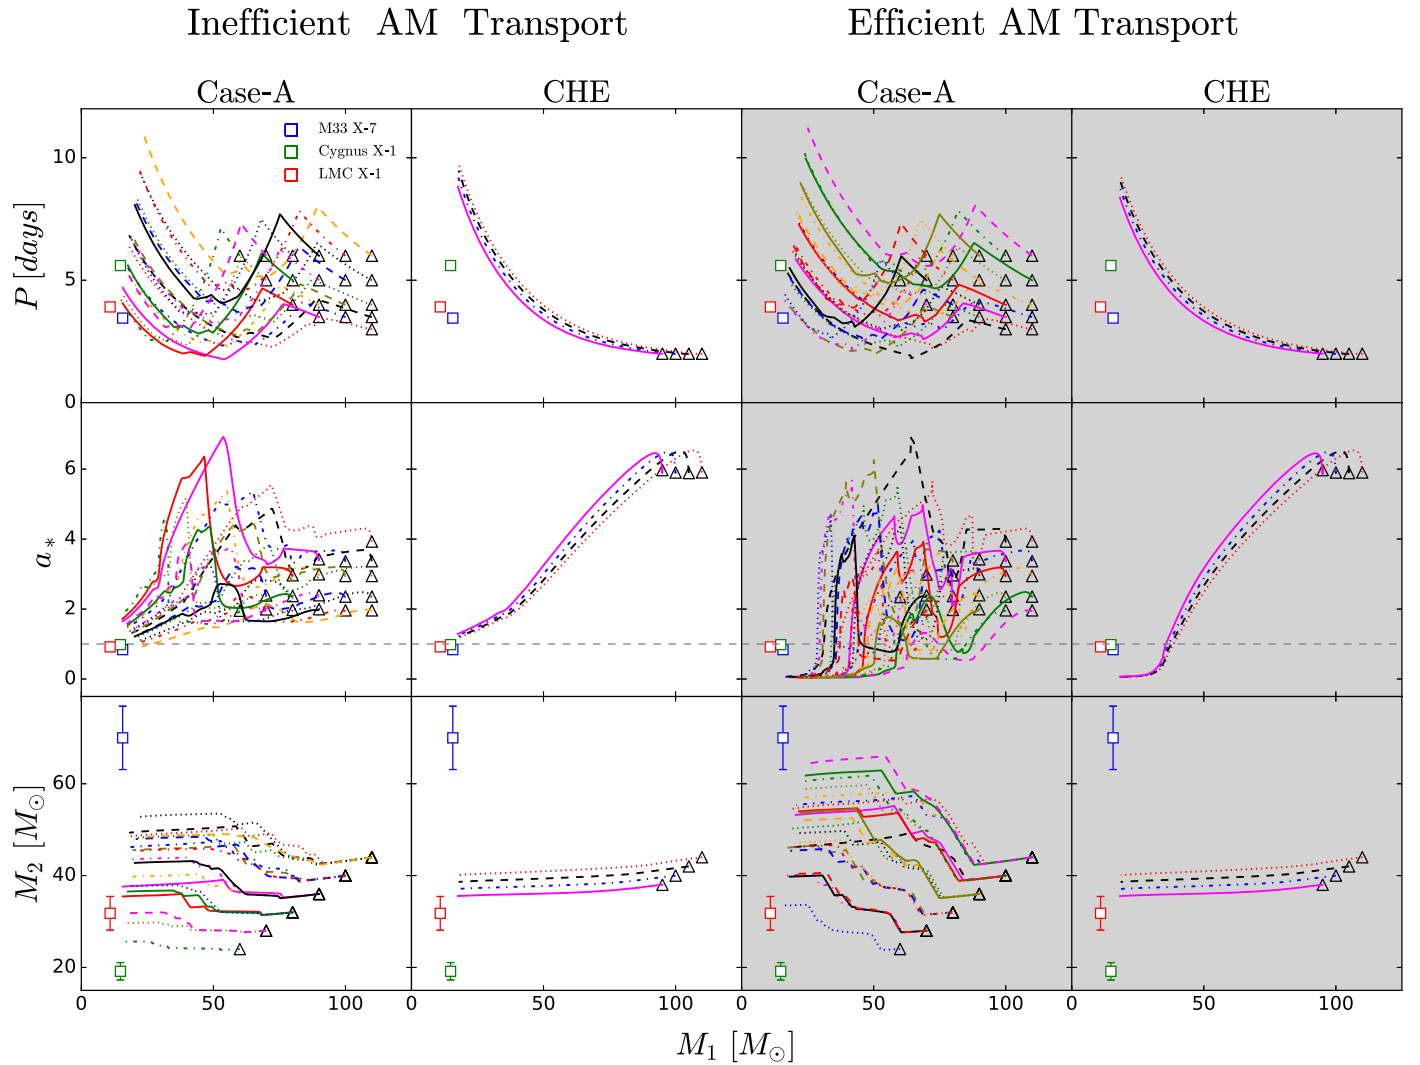 Inefficient AM Transport
Efficient AM Transport
Case-A
CHE
Case-A
CHE
M33 X-7
Cygnus X-1
LMC X-1
P [days]
10
5
0
a*
6
4
2
0
M2 [M⊙]
60
40
20
0 50 100
0 50 100
0 50 100
0 50 100
M1 [M⊙]